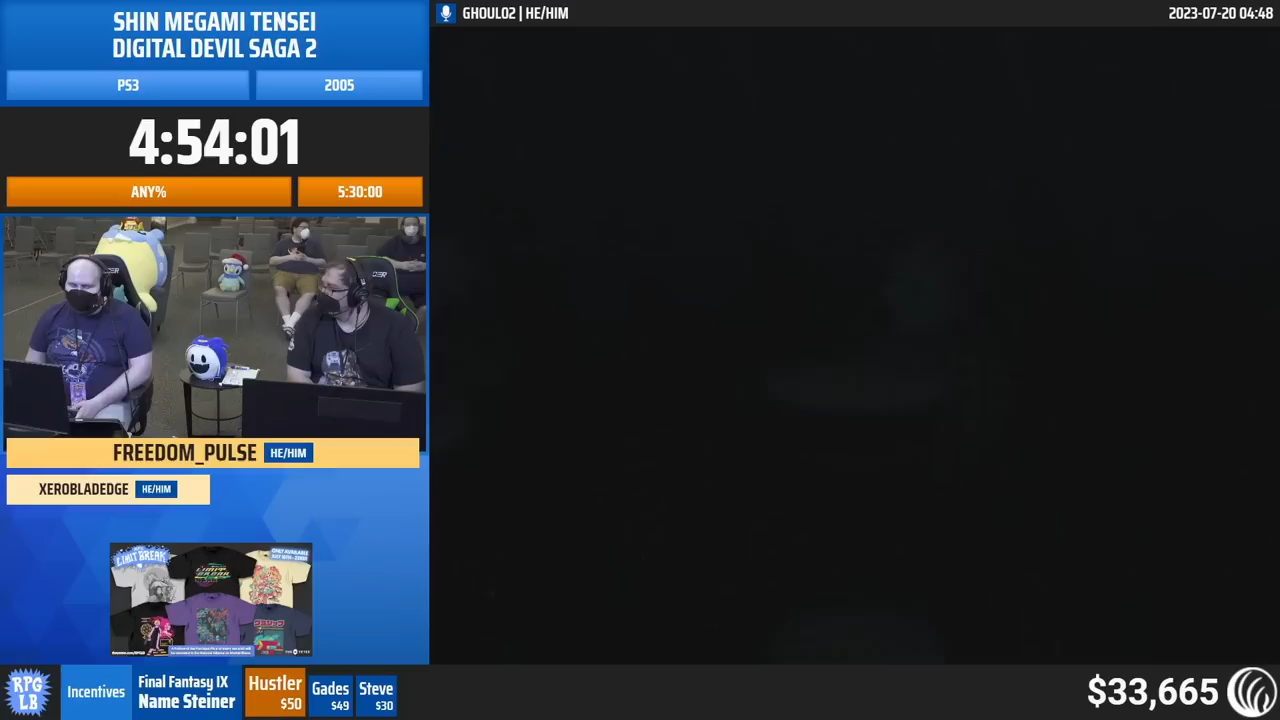 SHIN MEGAMI TENSEI
DIGITAL DEVIL SAGA 2
PS3
2005
4:54:01
ANY%
5:30:00
FREEDOM_PULSE HE/HIM
XEROBLADEDGE HE/HIM
LIMIT BREAK
GHOUL02 | HE/HIM
2023-07-20 04:48
RPG
LB
Incentives
Final Fantasy IX
Name Steiner
Hustler
$50
Gades
$49
Steve
$30
$33,665